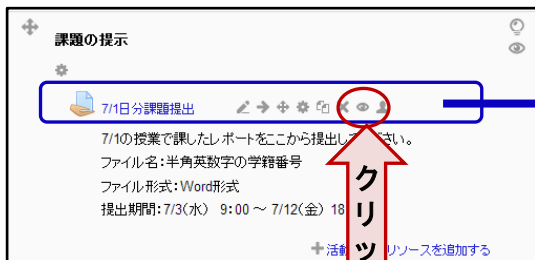 課題の提示
7/1日分課題提出
7/1の授業で課したレポートをここから提出し ださい。
ファイル名:半角英数字の学籍番号
ファイル形式:Word形式
提出期間:7/3(水) 9:00 ~ 7/12(金) 18
クリッ
活動 リソースを追加する